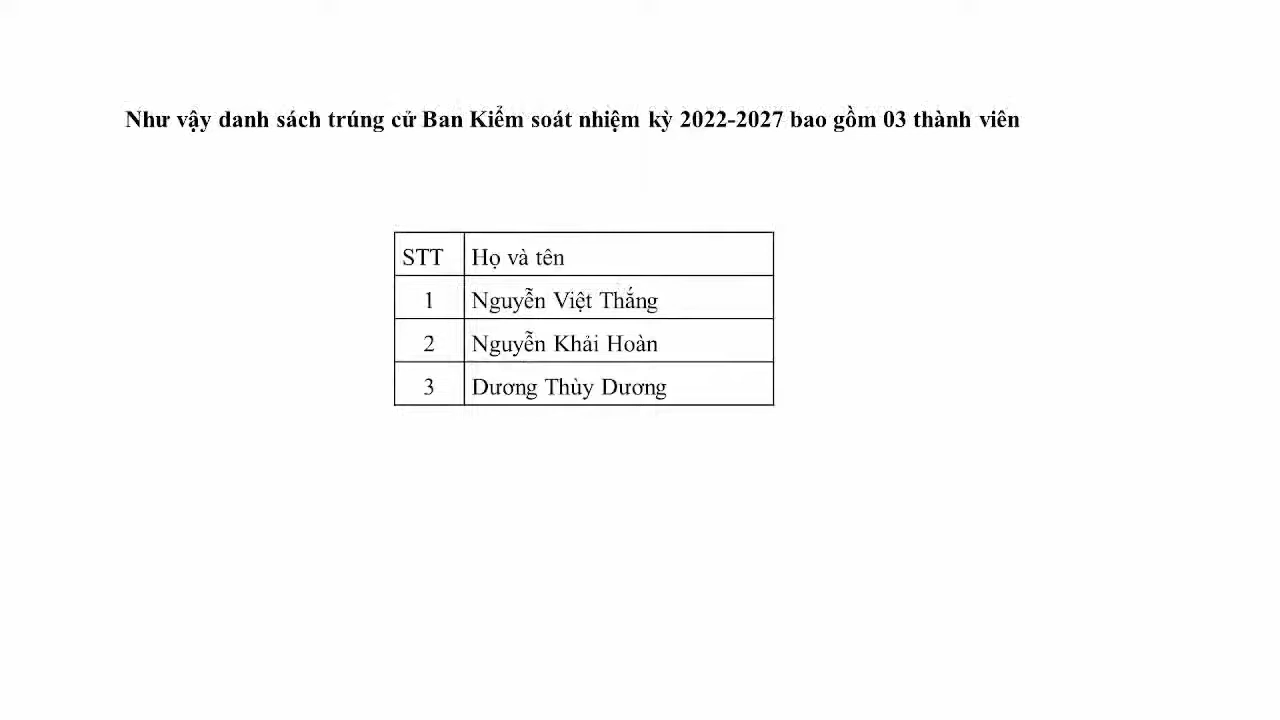 Như vậy danh sách trúng cử Ban Kiểm soát nhiệm kỳ 2022-2027 bao gồm 03 thành viên
STT Họ và tên
1 Nguyễn Việt Thắng
2 Nguyễn Khải Hoàn
3 Dương Thùy Dương